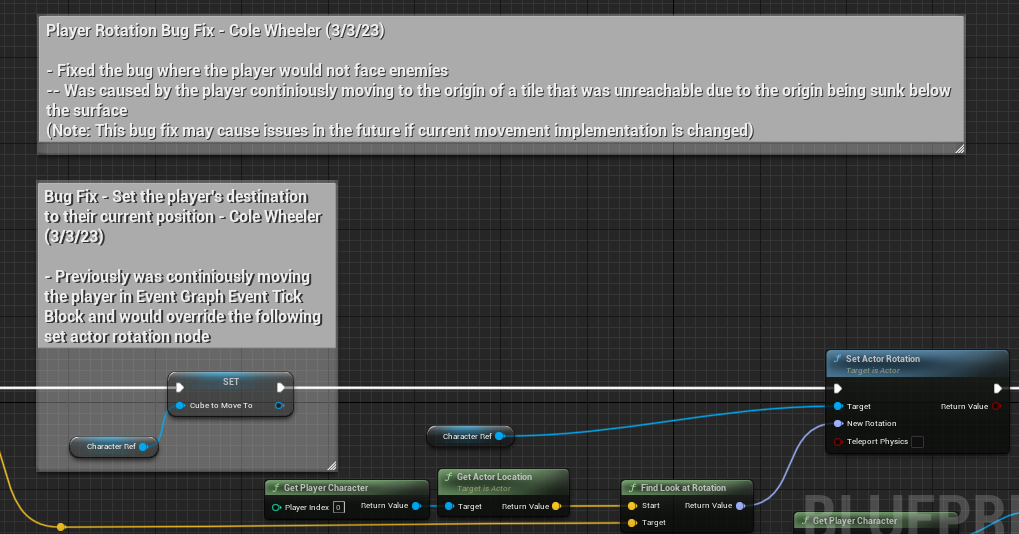 Player Rotation Bug Fix - Cole Wheeler (3/3/23)
- Fixed the bug where the player would not face enemies
-- Was caused by the player continiously moving to the origin of a tile that was unreachable due to the origin being sunk below
the surface
(Note: This bug fix may cause issues in the future if current movement implementation is changed)
Bug Fix - Set the player's destination
to their current position - Cole Wheeler
(3/3/23)
- Previously was continiously moving
the player in Event Graph Event Tick
Block and would override the following
set actor rotation node
SET
Cube to Move To
Character Ref
Character Ref
Set Actor Rotation
Target is Actor
Target
Return Value
New Rotation
Teleport Physics
Get Player Character
Player Index 0
Return Value
Get Actor Location
Target is Actor
Target
Return Value
Find Look at Rotation
Start
Return Value
Target
Get Player Character
BLUEPRI